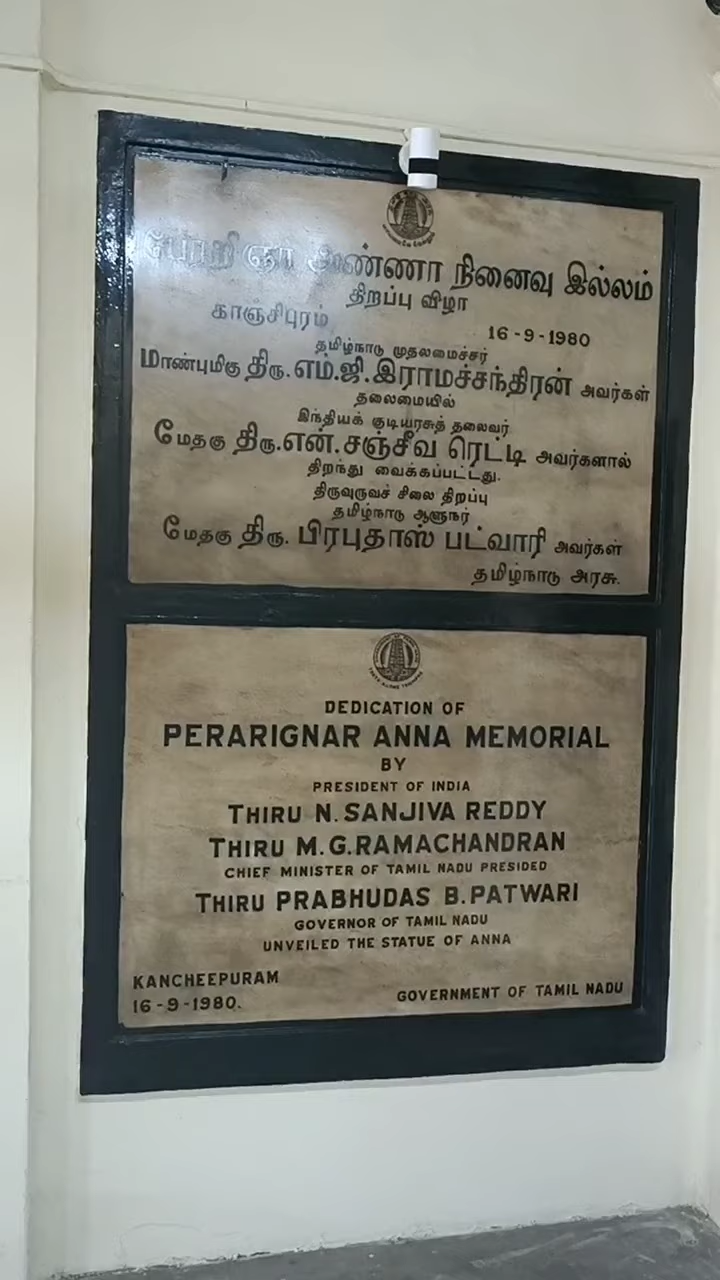 பேரறிஞர் அண்ணா நினைவு இல்லம்
திறப்பு விழா
காஞ்சிபுரம்
16-9-1980
தமிழ்நாடு முதலமைச்சர்
மாண்புமிகு திரு. எம்.ஜி.இராமச்சந்திரன் அவர்கள்
தலைமையில்
இந்தியக் குடியரசுத் தலைவர்
மேதகு திரு.என்.சஞ்சீவ ரெட்டி அவர்களால்
திறந்து வைக்கப்பட்டது.
திருவுருவச் சிலை திறப்பு
தமிழ்நாடு ஆளுநர்
மேதகு திரு. பிரபுதாஸ் பட்வாரி அவர்கள்
தமிழ்நாடு அரசு.
DEDICATION OF
PERARIGNAR ANNA MEMORIAL
BY
PRESIDENT OF INDIA
THIRU N. SANJIVA REDDY
THIRU M.G.RAMACHANDRAN
CHIEF MINISTER OF TAMIL NADU PRESIDED
THIRU PRABHUDAS B.PATWARI
GOVERNOR OF TAMIL NADU
UNVEILED THE STATUE OF ANNA
KANCHEEPURAM
16-9-1980.
GOVERNMENT OF TAMIL NADU